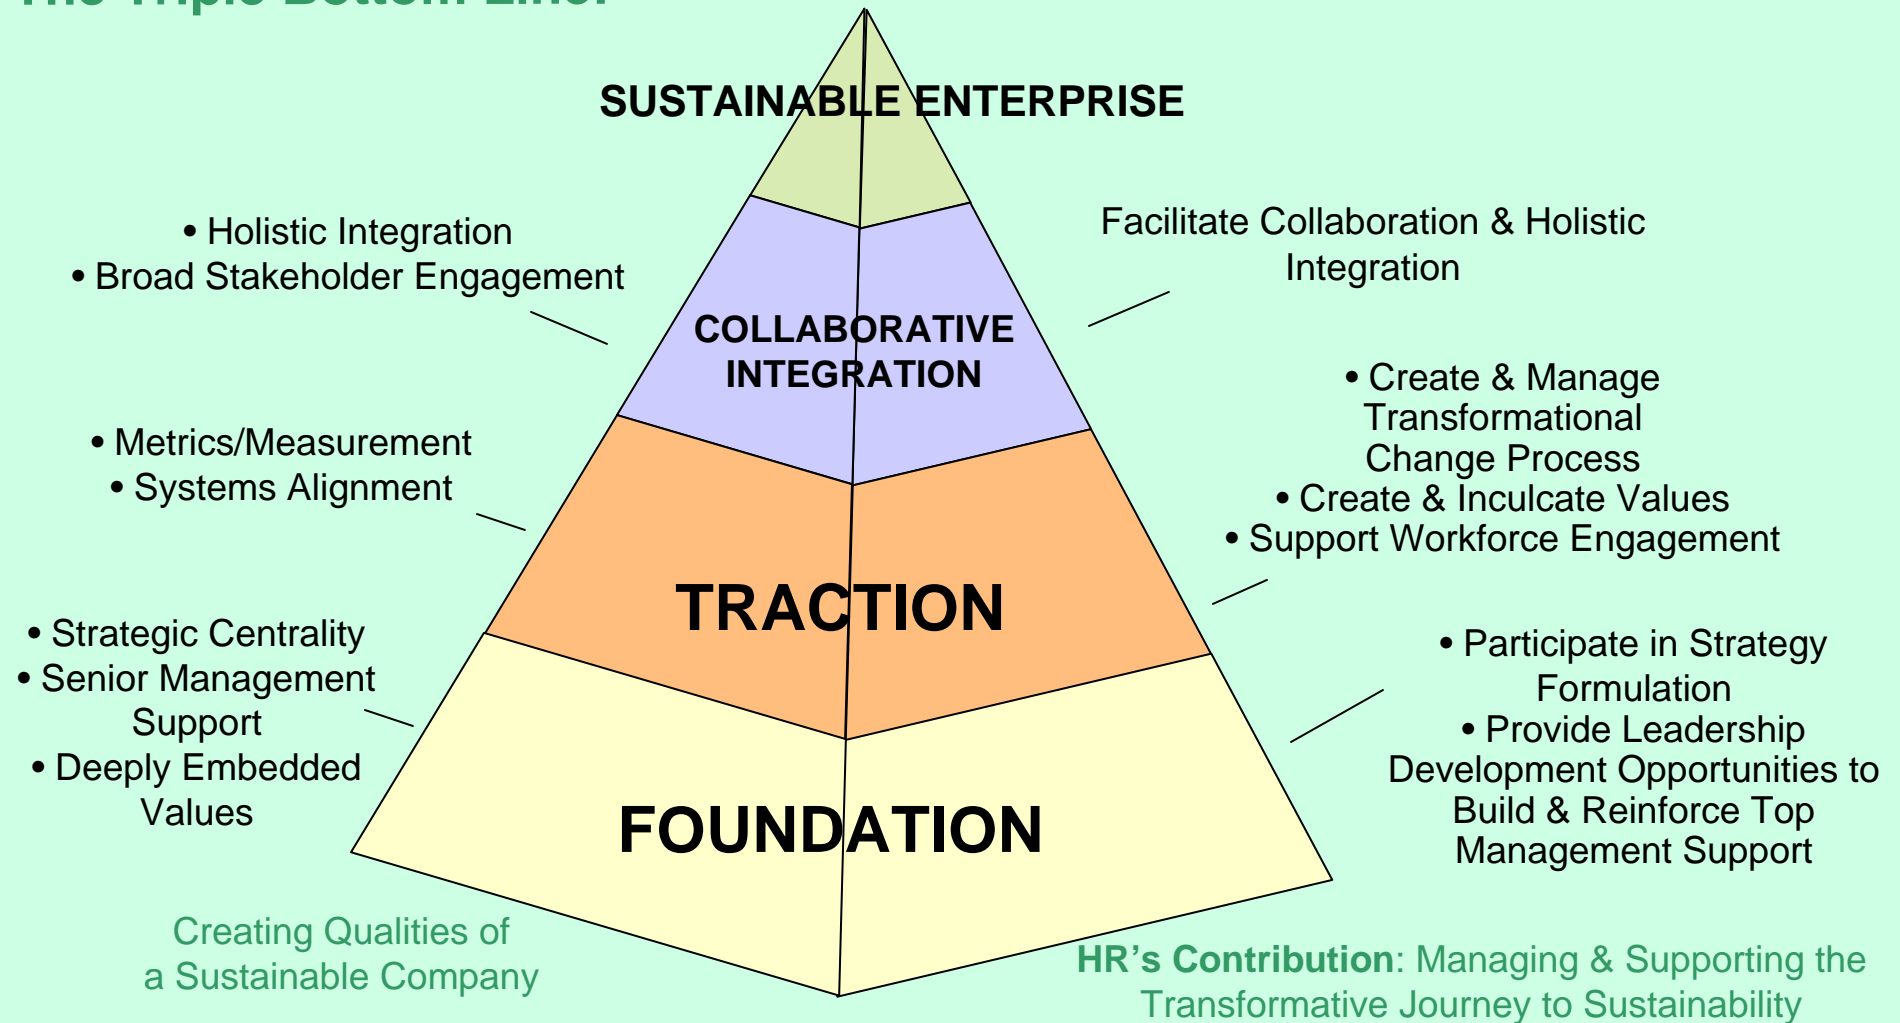 The Triple Bottom Line.
SUSTAINABLE ENTERPRISE
• Holistic Integration
• Broad Stakeholder Engagement
Facilitate Collaboration & Holistic
Integration
COLLABORATIVE
INTEGRATION
• Metrics/Measurement
• Systems Alignment
• Create & Manage
Transformational
Change Process
• Create & Inculcate Values
• Support Workforce Engagement
TRACTION
• Strategic Centrality
• Senior Management
Support
• Deeply Embedded
Values
• Participate in Strategy
Formulation
• Provide Leadership
Development Opportunities to
Build & Reinforce Top
Management Support
FOUNDATION
Creating Qualities of
a Sustainable Company
HR’s Contribution: Managing & Supporting the
Transformative Journey to Sustainability